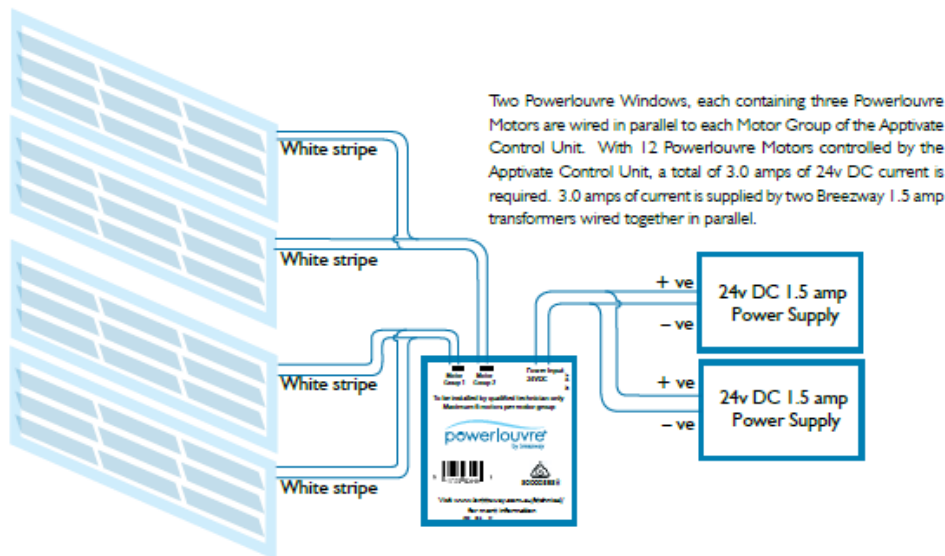 Two Powerlouvre Windows, each containing three Powerlouvre
Motors are wired in parallel to each Motor Group of the Apptivate
Control Unit. With 12 Powerlouvre Motors controlled by the
Apptivate Control Unit, a total of 3.0 amps of 24v DC current is
required. 3.0 amps of current is supplied by two Breezway 1.5 amp
transformers wired together in parallel.
White stripe
White stripe
White stripe
White stripe
+ ve
- ve
24v DC 1.5 amp
Power Supply
+ ve
- ve
24v DC 1.5 amp
Power Supply
Motor
Group 1
Motor
Group 2
Power Input
24VDC
To be installed by qualified technician only
Maximum 6 motors per motor group
powerlouvre
by breezway
for more information